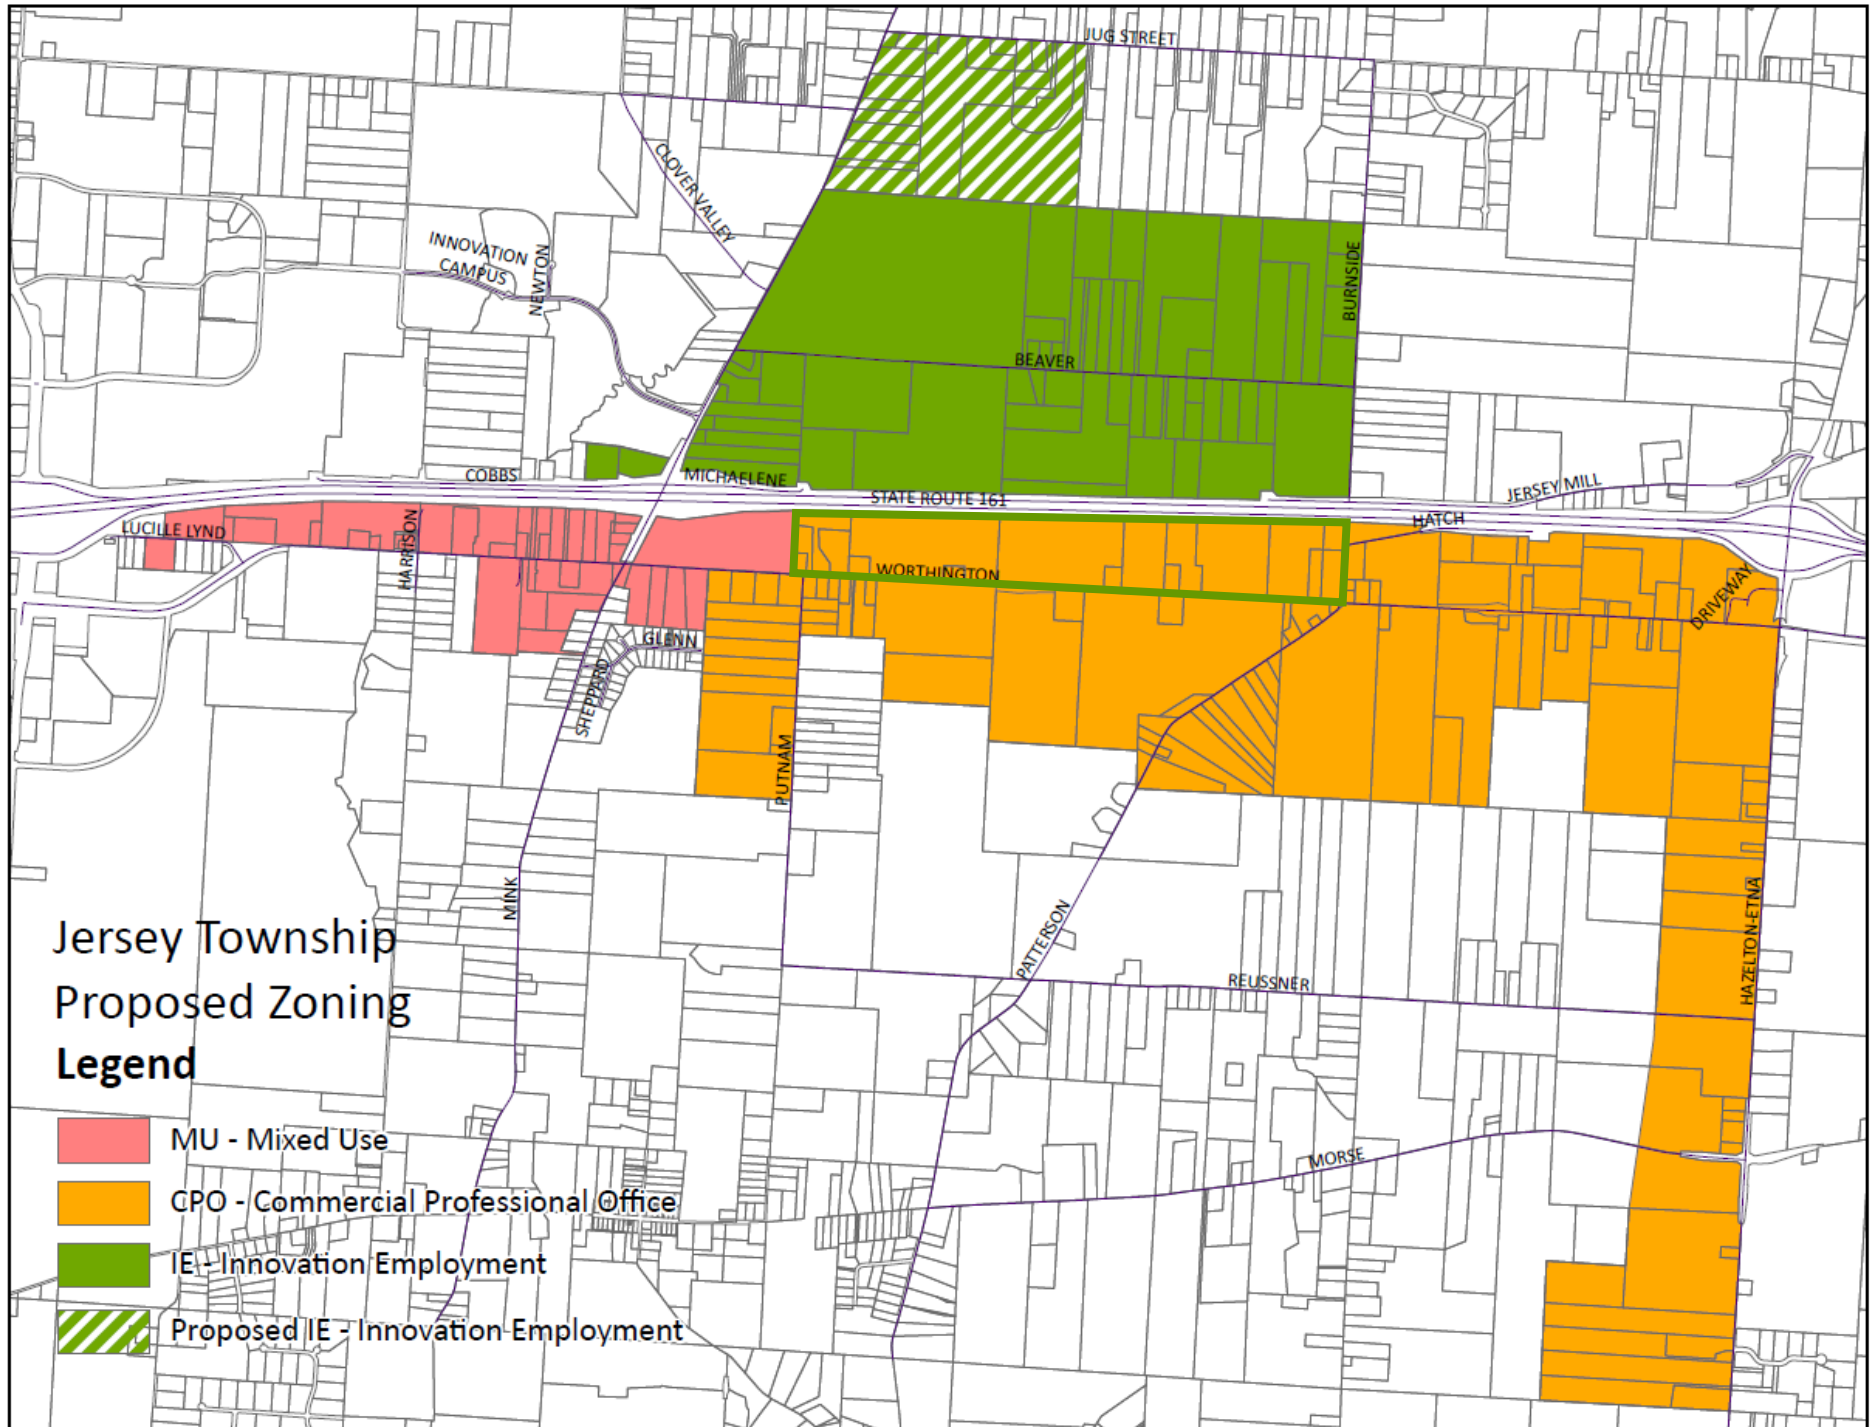 JUG STREET
CLOVER VALLEY
INNOVATION
CAMPUS
NEWTON
BURNSIDE
BEAVER
COBBS
MICHAELENE
STATE ROUTE 161
JERSEY MILL
HATCH
LUCILLE LYND
HARRISON
WORTHINGTON
DRIVEWAY
GLENN
SHEPPARD
PUTNAM
MINK
PATTERSON
HAZELTON-ETNA
REUSSNER
MORSE
Jersey Township
Proposed Zoning
Legend
MU - Mixed Use
CPO - Commercial Professional Office
IE - Innovation Employment
Proposed IE - Innovation Employment